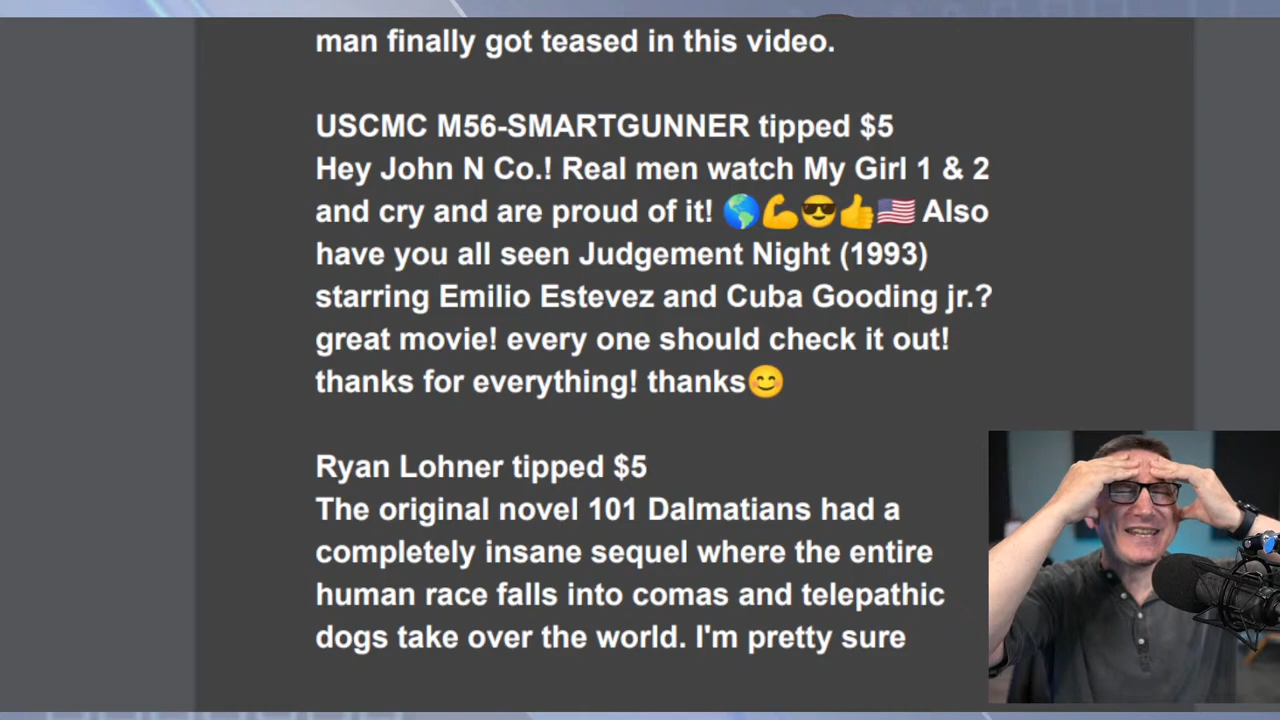 man finally got teased in this video.
USCMC M56-SMARTGUNNER tipped $5
Hey John N Co.! Real men watch My Girl 1 & 2
and cry and are proud of it! 🌎💪😎👍🇺🇸 Also
have you all seen Judgement Night (1993)
starring Emilio Estevez and Cuba Gooding jr.?
great movie! every one should check it out!
thanks for everything! thanks😊
Ryan Lohner tipped $5
The original novel 101 Dalmatians had a
completely insane sequel where the entire
human race falls into comas and telepathic
dogs take over the world. I'm pretty sure